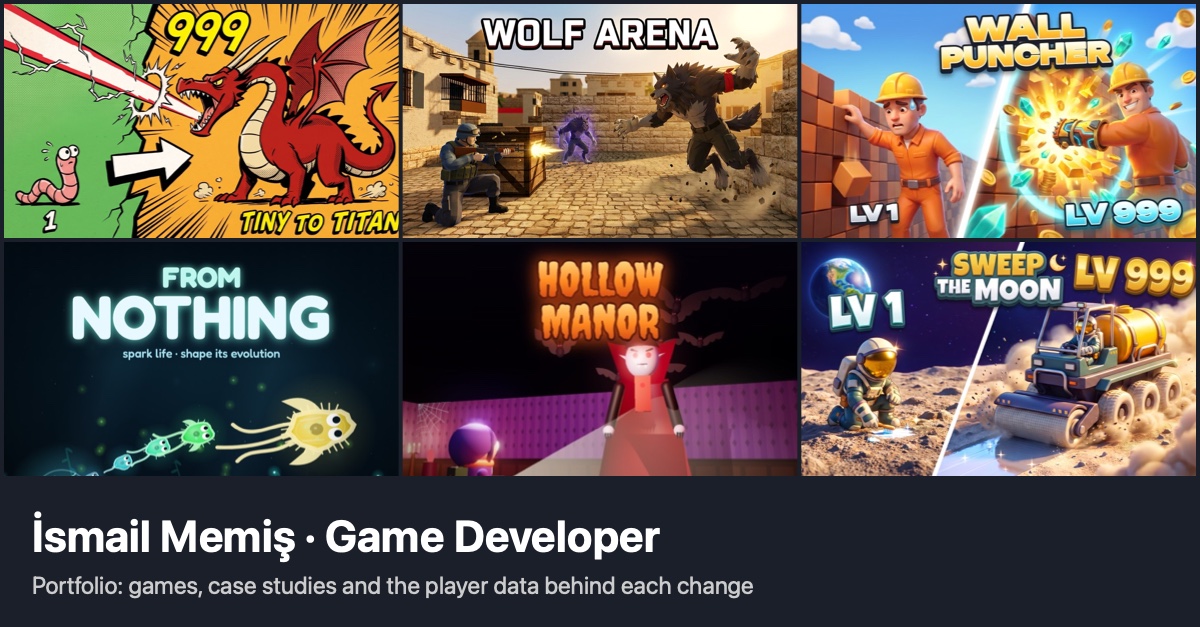 999
1
TINY TO TITAN
WOLF ARENA
WALL
PUNCHER
LV 1
LV 999
FROM
NOTHING
spark life · shape its evolution
HOLLOW
MANOR
SWEEP
THE MOON
LV 1
LV 999
İsmail Memiş · Game Developer
Portfolio: games, case studies and the player data behind each change